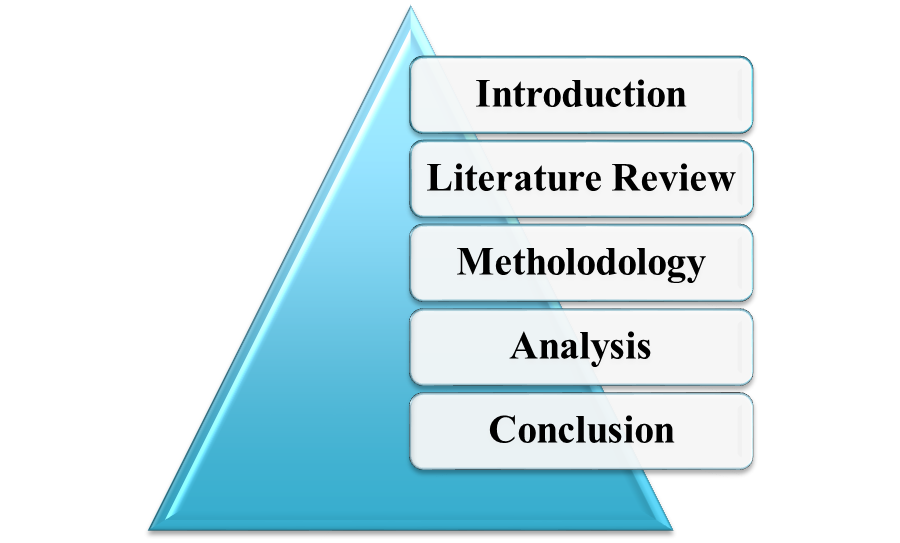 Introduction
Literature Review
Metholodology
Analysis
Conclusion